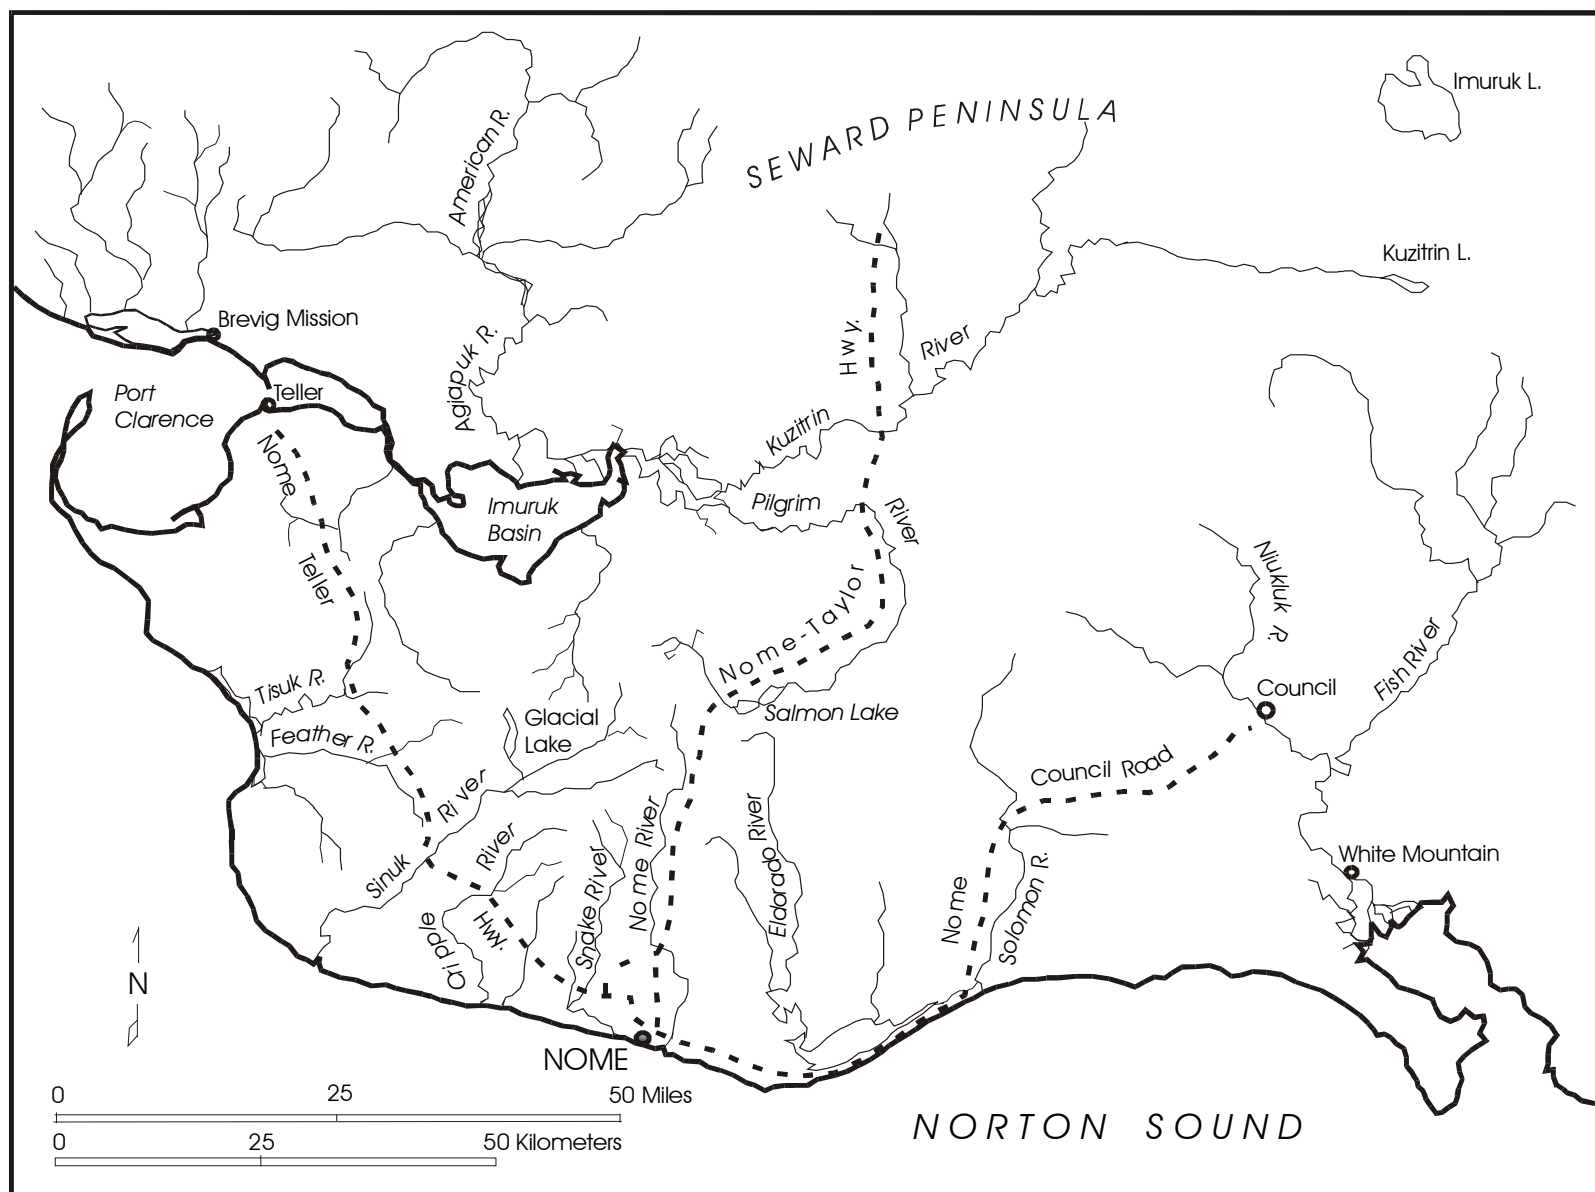 Imuruk L.
SEWARD PENINSULA
American R.
Kuzitrin L.
Brevig Mission
Hwy.
River
Agiapuk R.
Port
Clarence
Teller
Kuzitrin
Nome
Imuruk
Basin
Pilgrim
River
Teller
Niukluk R.
Nome-Taylor
Fish River
Tisuk R.
Council
Glacial
Lake
Salmon Lake
Feather R.
Council Road
Sinuk River
Cripple River
Hwy.
Snake River
Nome River
Eldorado River
Nome
Solomon R.
White Mountain
N
NOME
0 25 50 Miles
0 25 50 Kilometers
NORTON SOUND